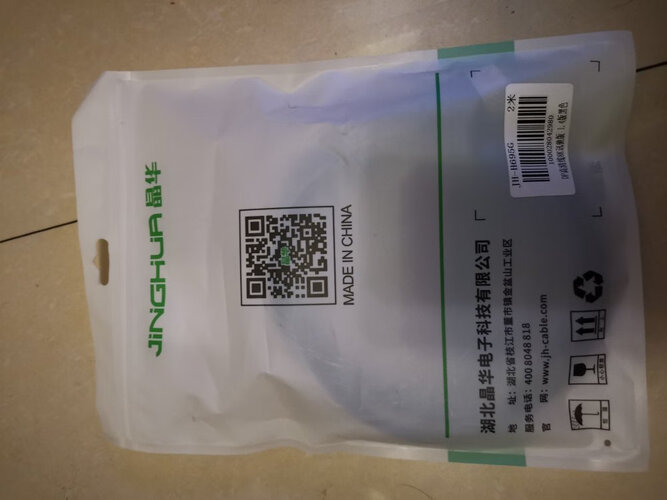 JINGHUA 晶华
MADE IN CHINA
2米
JH-H695G
1000280442980
湖北晶华电子科技有限公司
地 址：湖北省枝江市董市镇金盆山工业区
服务电话：400 8048 818
官 网：www.jh-cable.com